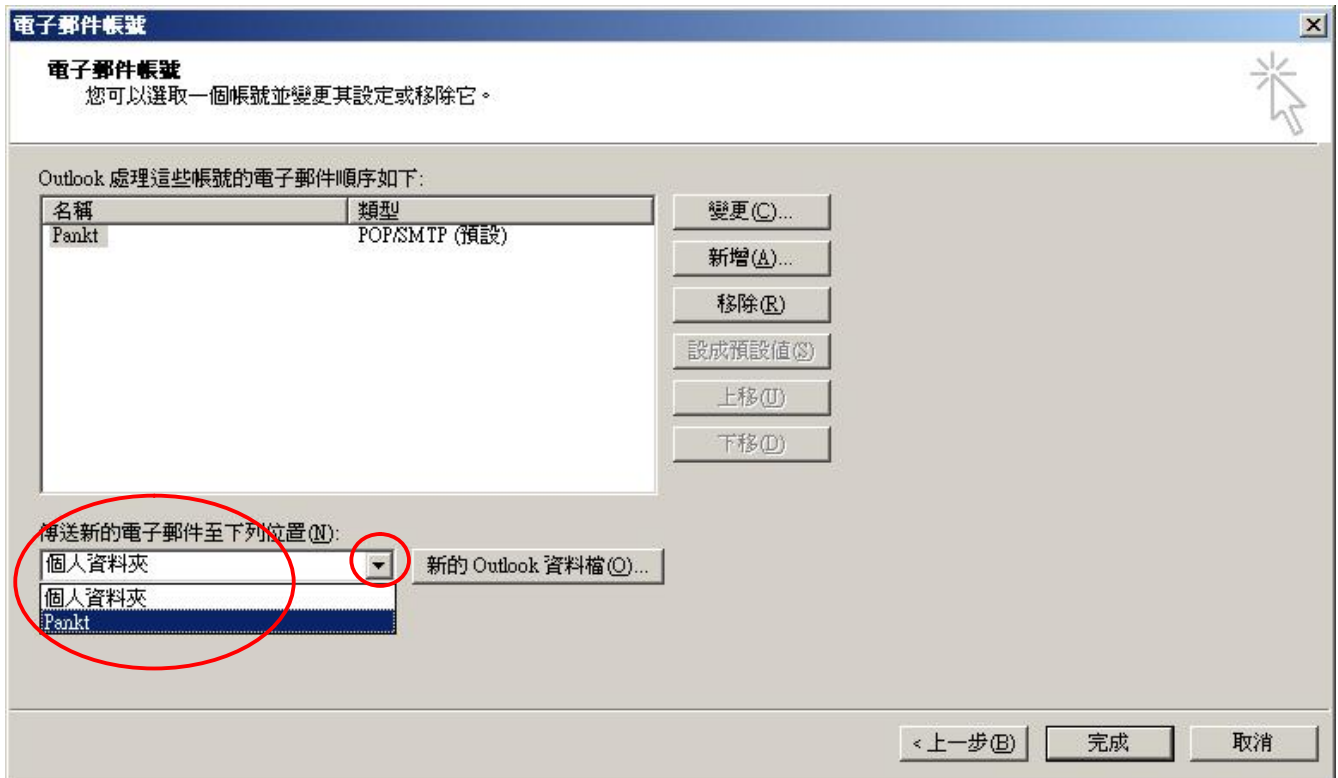 電子郵件帳號
電子郵件帳號
您可以選取一個帳號並變更其設定或移除它。
Outlook 處理這些帳號的電子郵件順序如下:
名稱 類型
Pankt POP/SMTP (預設)
變更(C)...
新增(A)...
移除(R)
設成預設值(S)
上移(U)
下移(D)
傳送新的電子郵件至下列位置(N):
個人資料夾
新的 Outlook 資料檔(O)...
個人資料夾
Pankt
< 上一步(B) 完成 取消